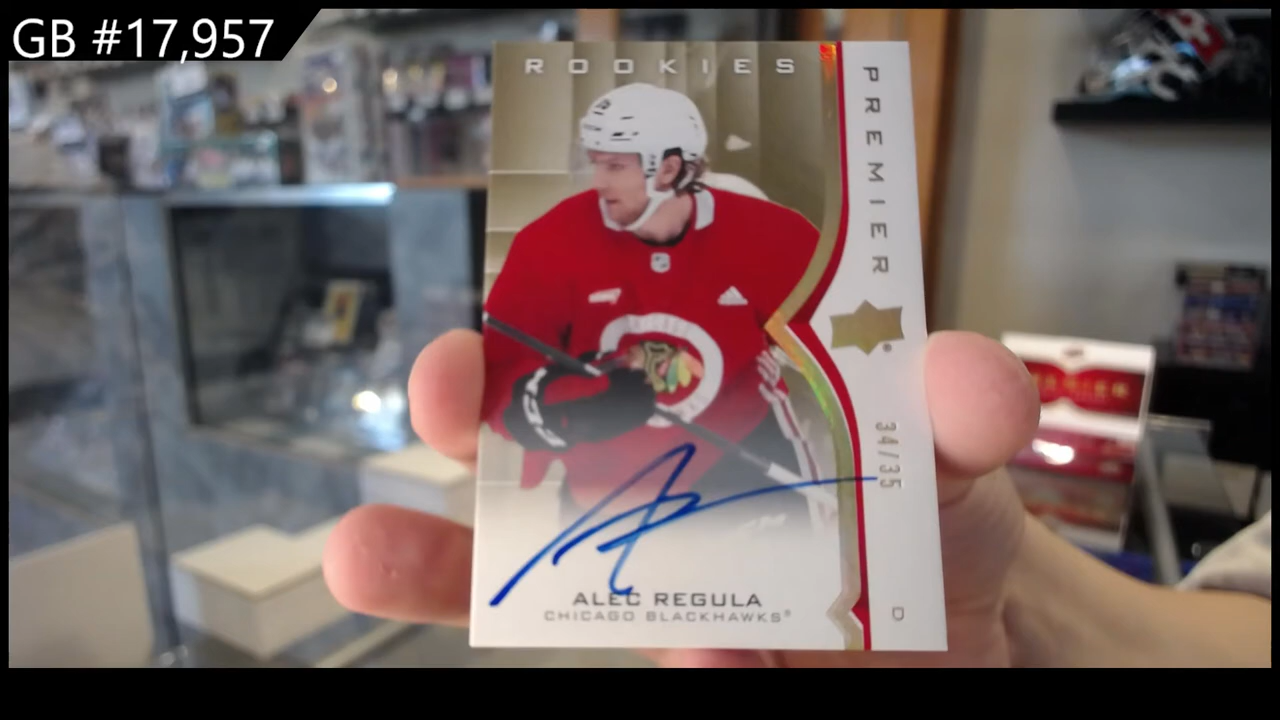 GB #17,957
ROOKIES
PREMIER
34/35
ALEC REGULA
CHICAGO BLACKHAWKS®
D